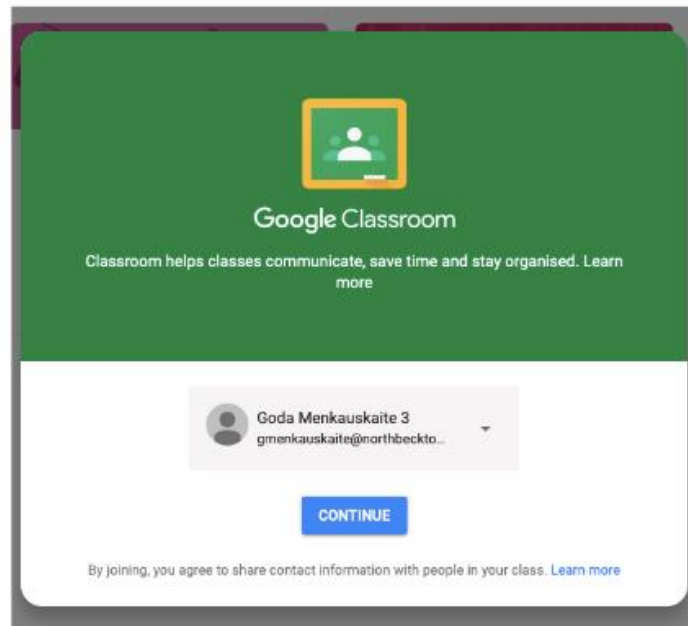 Google Classroom
Classroom helps classes communicate, save time and stay organised. Learn
more
Goda Menkauskaite 3
gmenkauskaite@northbeckto...
CONTINUE
By joining, you agree to share contact information with people in your class. Learn more